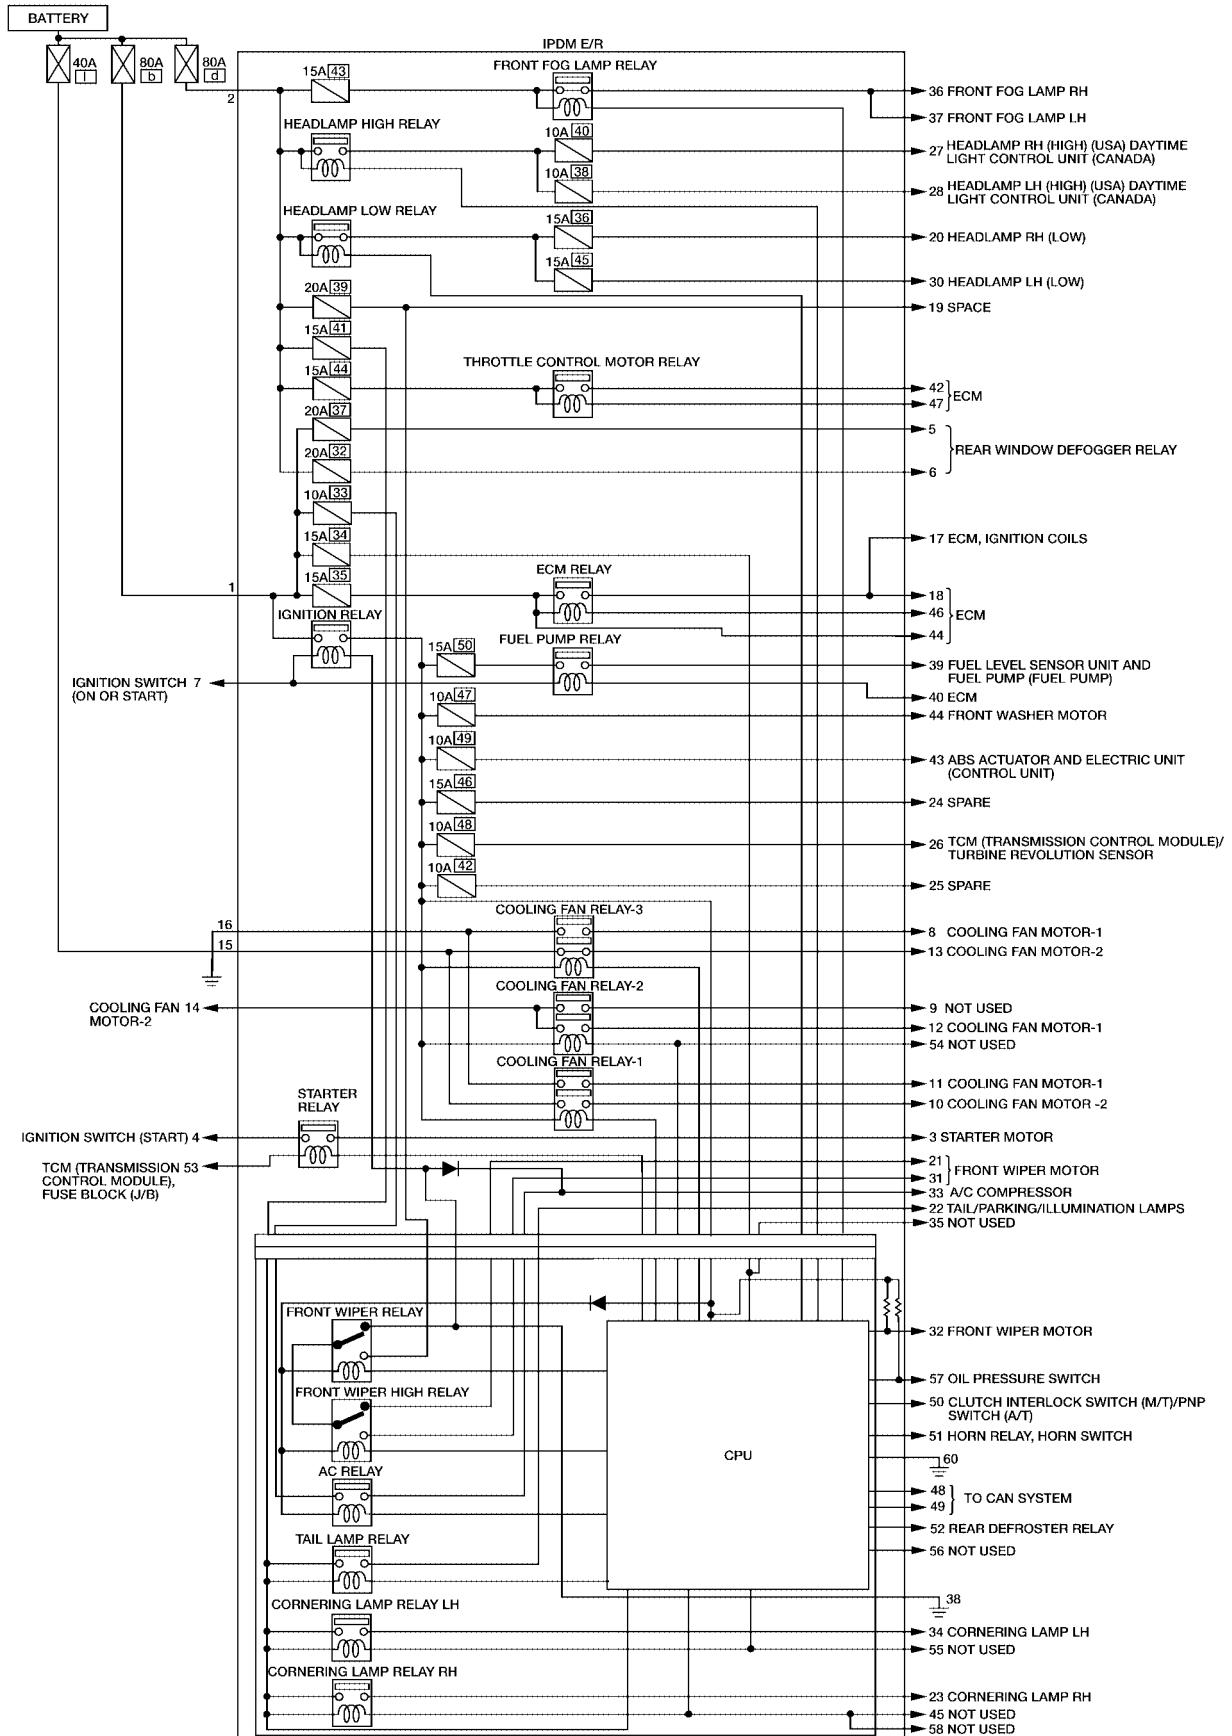 BATTERY
40A
I
80A
b
80A
d
IPDM E/R
2
15A 43
FRONT FOG LAMP RELAY
36 FRONT FOG LAMP RH
37 FRONT FOG LAMP LH
HEADLAMP HIGH RELAY
10A 40
27 HEADLAMP RH (HIGH) (USA) DAYTIME
LIGHT CONTROL UNIT (CANADA)
10A 38
28 HEADLAMP LH (HIGH) (USA) DAYTIME
LIGHT CONTROL UNIT (CANADA)
HEADLAMP LOW RELAY
15A 36
20 HEADLAMP RH (LOW)
15A 45
30 HEADLAMP LH (LOW)
20A 39
19 SPACE
15A 41
THROTTLE CONTROL MOTOR RELAY
15A 44
42
47
ECM
20A 37
5
REAR WINDOW DEFOGGER RELAY
20A 32
6
10A 33
15A 34
17 ECM, IGNITION COILS
1
15A 35
ECM RELAY
18
46
ECM
44
IGNITION RELAY
15A 50
FUEL PUMP RELAY
39 FUEL LEVEL SENSOR UNIT AND
FUEL PUMP (FUEL PUMP)
IGNITION SWITCH 7
(ON OR START)
40 ECM
10A 47
44 FRONT WASHER MOTOR
10A 49
43 ABS ACTUATOR AND ELECTRIC UNIT
(CONTROL UNIT)
15A 46
24 SPARE
10A 48
26 TCM (TRANSMISSION CONTROL MODULE)/
TURBINE REVOLUTION SENSOR
10A 42
25 SPARE
COOLING FAN RELAY-3
16
8 COOLING FAN MOTOR-1
15
13 COOLING FAN MOTOR-2
COOLING FAN RELAY-2
COOLING FAN 14
MOTOR-2
9 NOT USED
12 COOLING FAN MOTOR-1
54 NOT USED
COOLING FAN RELAY-1
11 COOLING FAN MOTOR-1
10 COOLING FAN MOTOR -2
STARTER
RELAY
IGNITION SWITCH (START) 4
3 STARTER MOTOR
TCM (TRANSMISSION 53
CONTROL MODULE),
FUSE BLOCK (J/B)
21
31
FRONT WIPER MOTOR
33 A/C COMPRESSOR
22 TAIL/PARKING/ILLUMINATION LAMPS
35 NOT USED
FRONT WIPER RELAY
32 FRONT WIPER MOTOR
57 OIL PRESSURE SWITCH
FRONT WIPER HIGH RELAY
50 CLUTCH INTERLOCK SWITCH (M/T)/PNP
SWITCH (A/T)
51 HORN RELAY, HORN SWITCH
CPU
60
AC RELAY
48
49
TO CAN SYSTEM
52 REAR DEFROSTER RELAY
TAIL LAMP RELAY
56 NOT USED
38
CORNERING LAMP RELAY LH
34 CORNERING LAMP LH
55 NOT USED
CORNERING LAMP RELAY RH
23 CORNERING LAMP RH
45 NOT USED
58 NOT USED